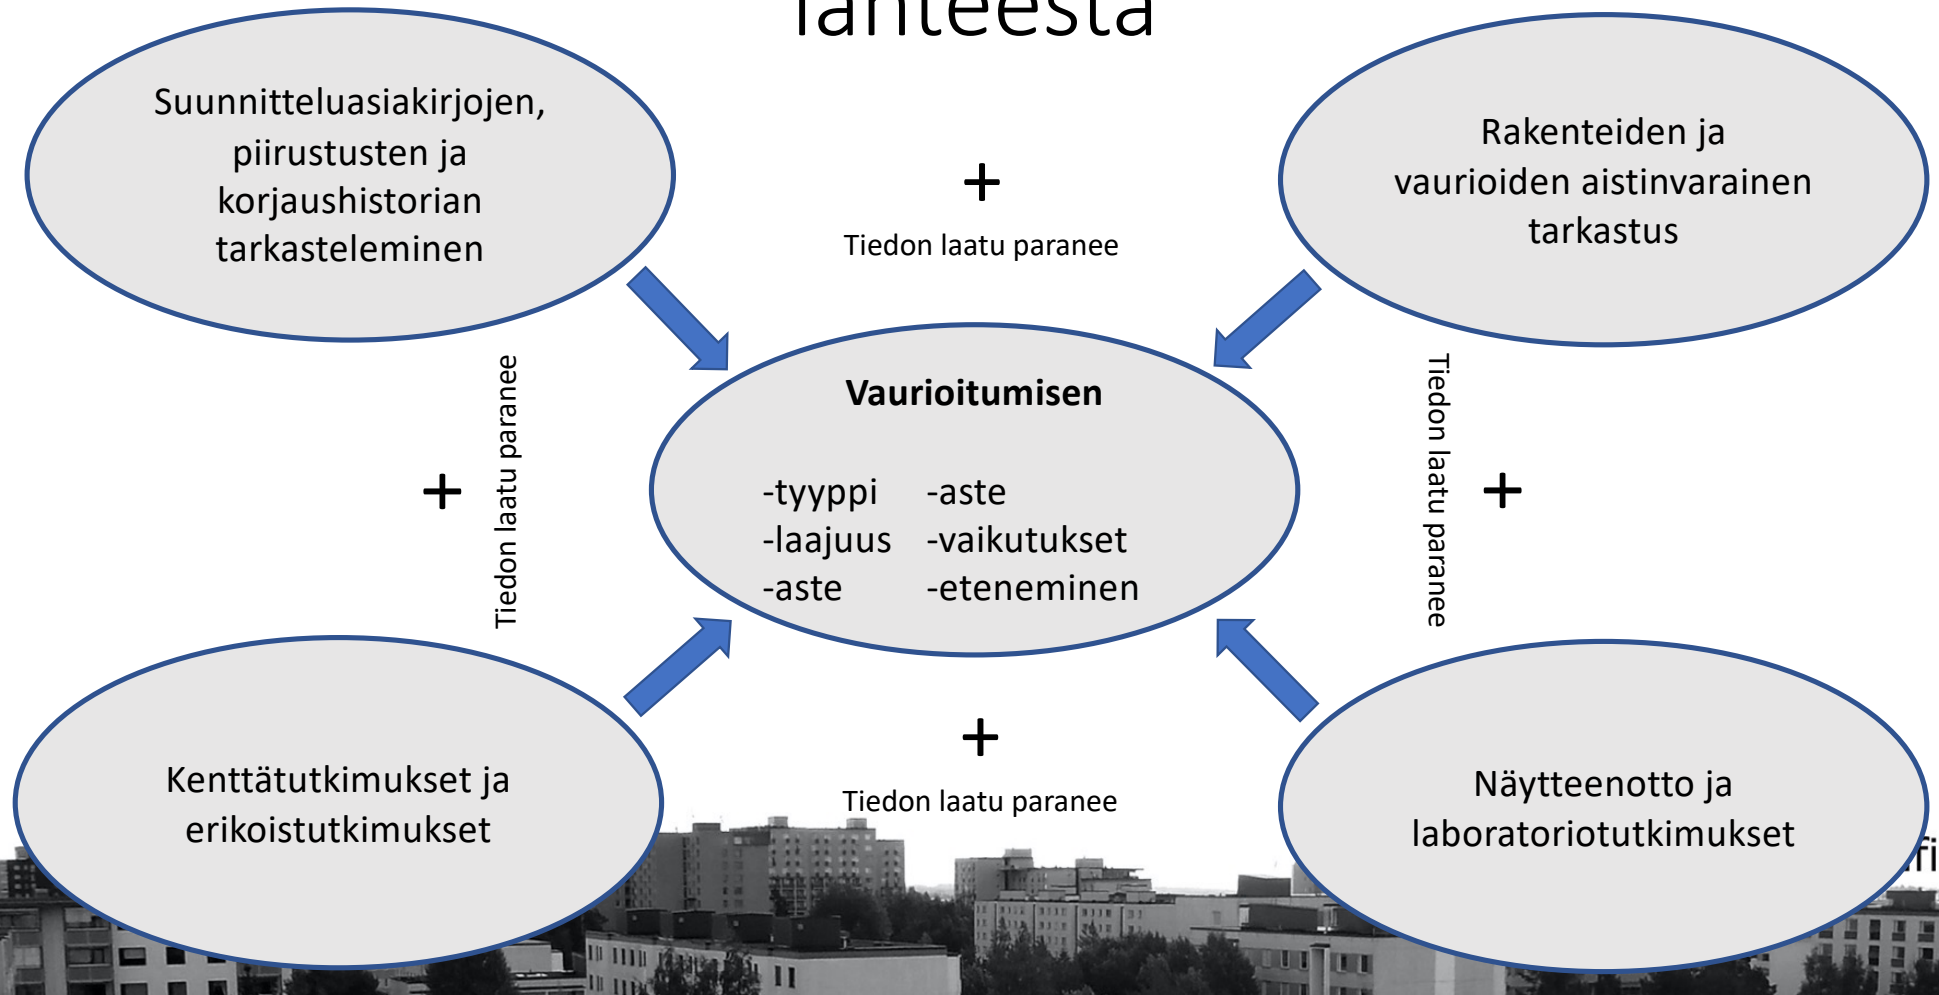 lähteestä
Suunnitteluasiakirjojen,
piirustusten ja
korjaushistorian
tarkasteleminen
+
Tiedon laatu paranee
Rakenteiden ja
vaurioiden aistinvarainen
tarkastus
+
Tiedon laatu paranee
Vaurioitumisen
-tyyppi -aste
-laajuus -vaikutukset
-aste -eteneminen
Tiedon laatu paranee
+
Kenttätutkimukset ja
erikoistutkimukset
+
Tiedon laatu paranee
Näytteenotto ja
laboratoriotutkimukset